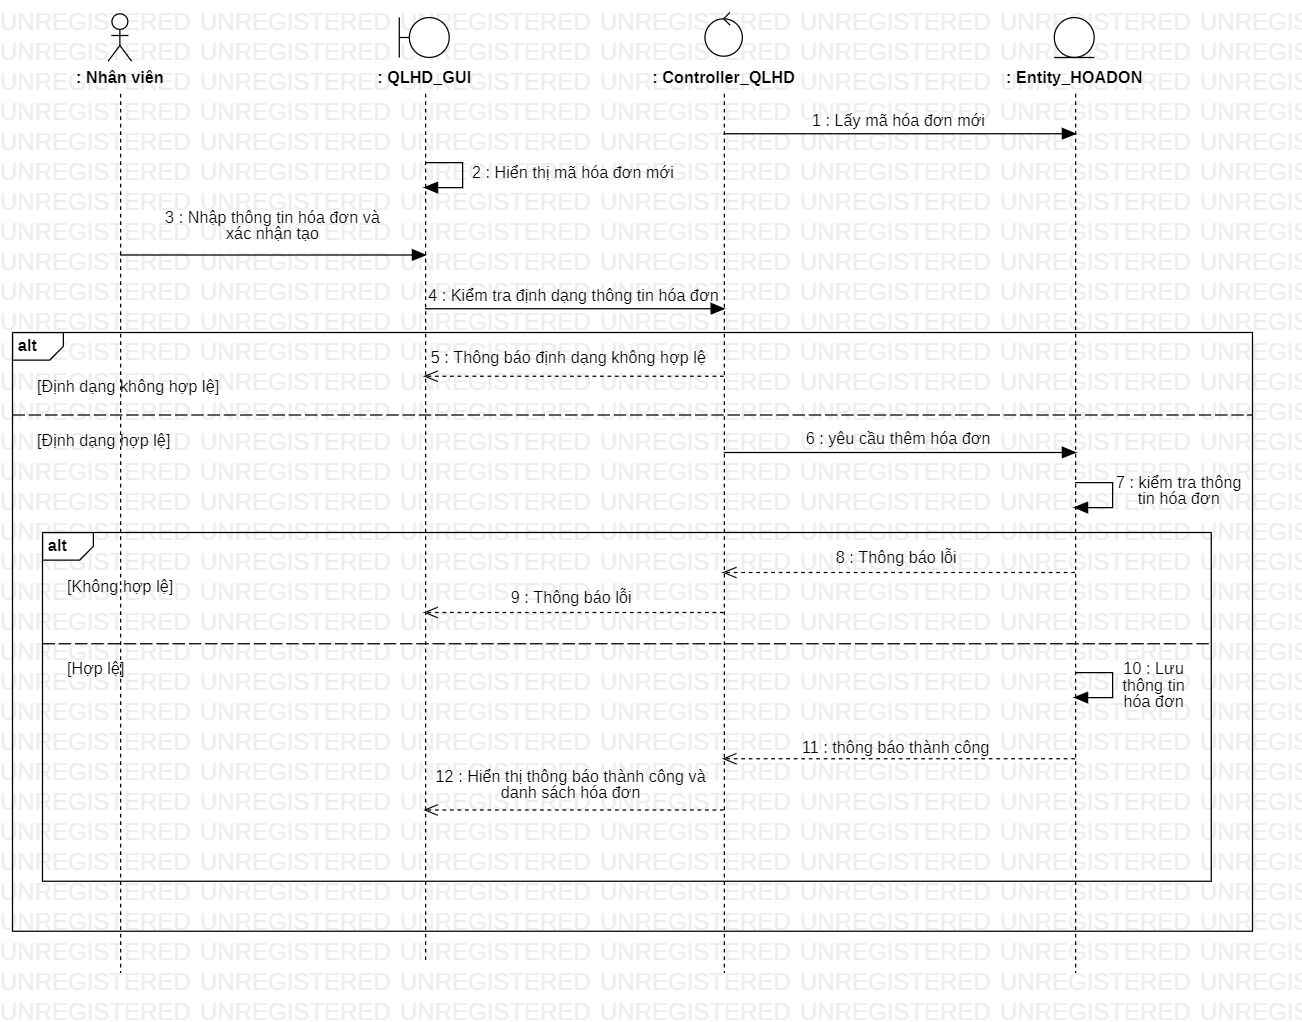 : Nhân viên
: QLHD_GUI
: Controller_QLHD
: Entity_HOADON
1 : Lấy mã hóa đơn mới
2 : Hiển thị mã hóa đơn mới
3 : Nhập thông tin hóa đơn và
xác nhận tạo
4 : Kiểm tra định dạng thông tin hóa đơn
alt
5 : Thông báo định dạng không hợp lệ
[Định dạng không hợp lệ]
[Định dạng hợp lệ]
6 : yêu cầu thêm hóa đơn
7 : kiểm tra thông
tin hóa đơn
alt
8 : Thông báo lỗi
[Không hợp lệ]
9 : Thông báo lỗi
[Hợp lệ]
10 : Lưu
thông tin
hóa đơn
11 : thông báo thành công
12 : Hiển thị thông báo thành công và
danh sách hóa đơn
UNREGISTERED